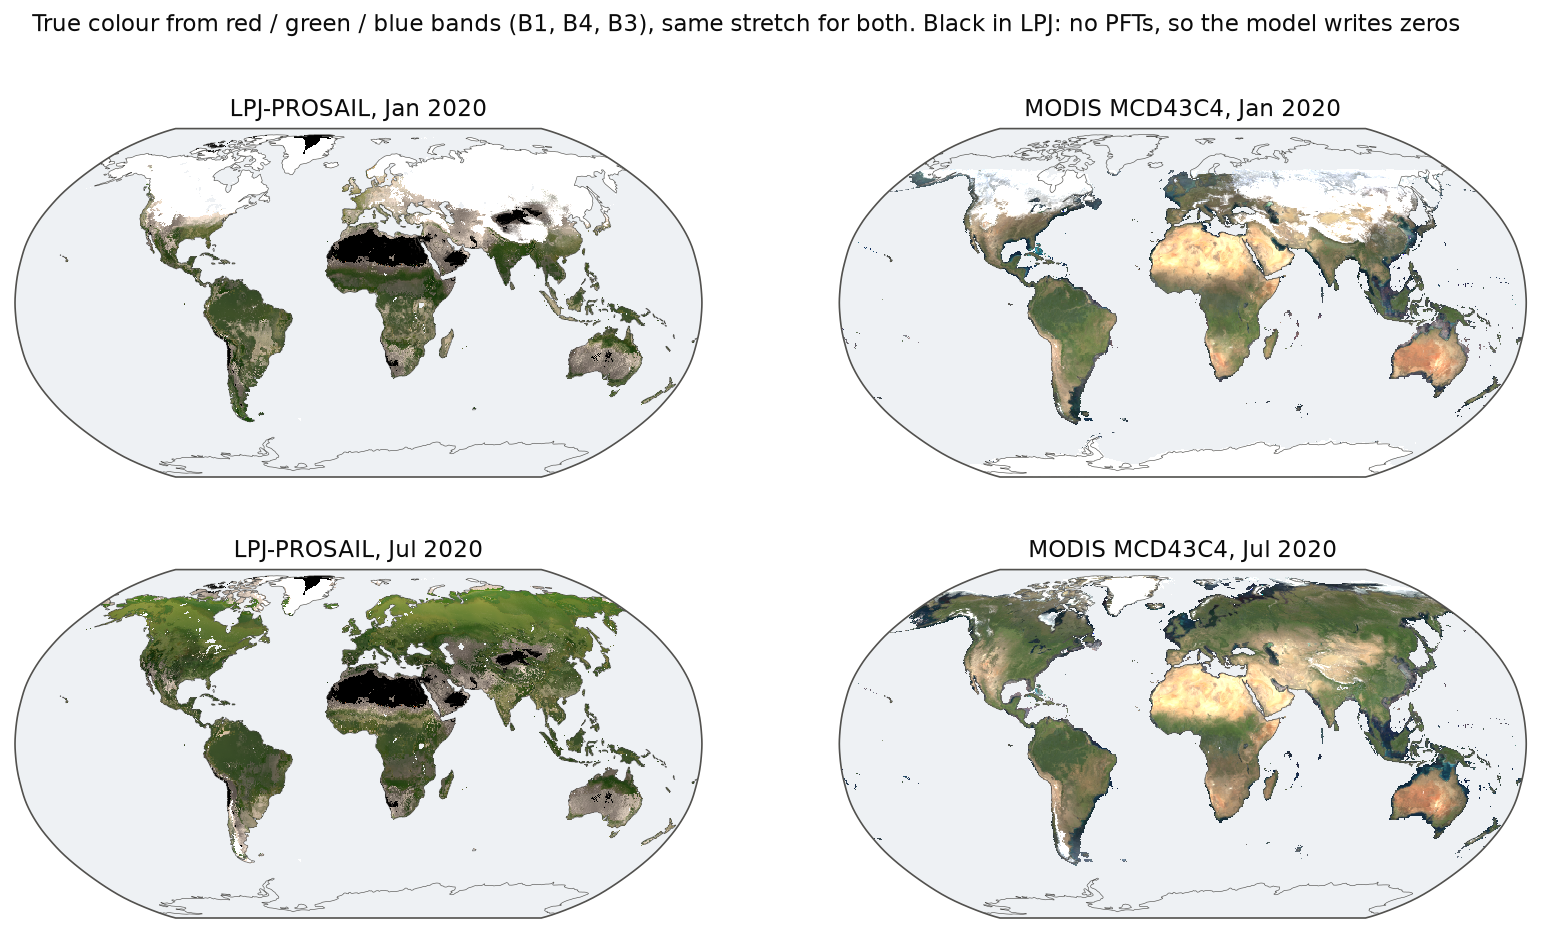 True colour from red / green / blue bands (B1, B4, B3), same stretch for both. Black in LPJ: no PFTs, so the model writes zeros
LPJ-PROSAIL, Jan 2020
MODIS MCD43C4, Jan 2020
LPJ-PROSAIL, Jul 2020
MODIS MCD43C4, Jul 2020